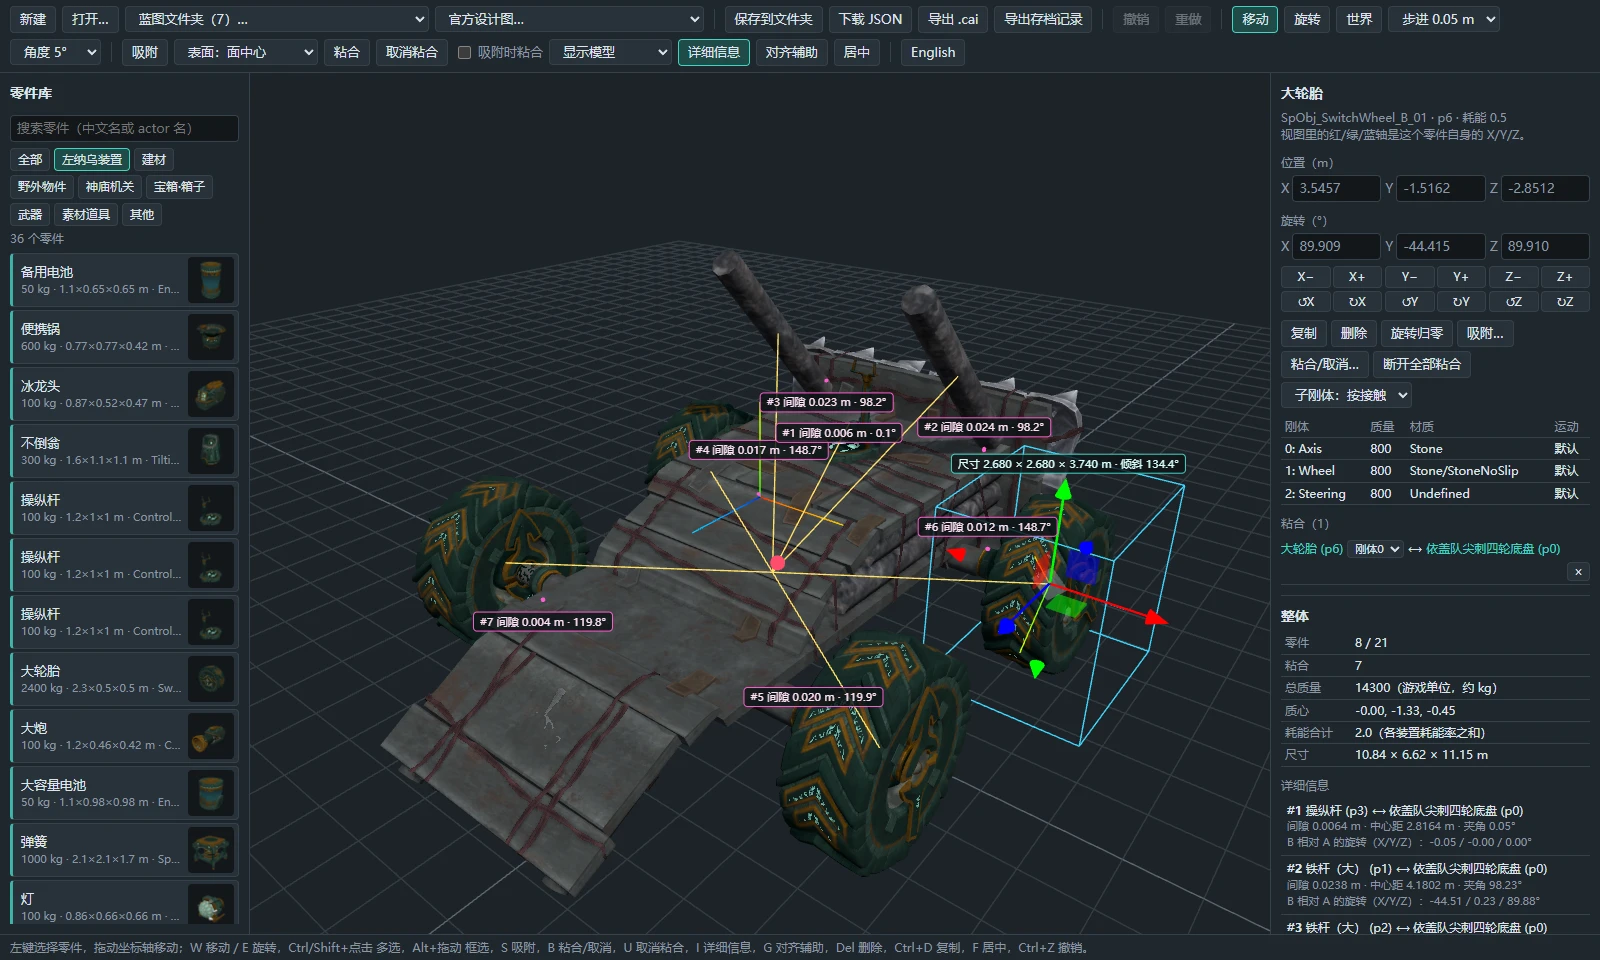 新建
打开...
蓝图文件夹（7）...
官方设计图...
保存到文件夹
下载 JSON
导出 .cai
导出存档记录
撤销
重做
移动
旋转
世界
步进 0.05 m
角度 5°
吸附
表面：面中心
粘合
取消粘合
吸附时粘合
显示模型
详细信息
对齐辅助
居中
English
零件库
搜索零件（中文名或 actor 名）
全部
左纳乌装置
建材
野外物件
神庙机关
宝箱·箱子
武器
素材道具
其他
36 个零件
备用电池
50 kg · 1.1×0.65×0.65 m · En...
便携锅
600 kg · 0.77×0.77×0.42 m · ...
冰龙头
100 kg · 0.87×0.52×0.47 m · ...
不倒翁
300 kg · 1.6×1.1×1.1 m · Tilti...
操纵杆
100 kg · 1.2×1×1 m · Control...
操纵杆
100 kg · 1.2×1×1 m · Control...
操纵杆
100 kg · 1.2×1×1 m · Control...
大轮胎
2400 kg · 2.3×0.5×0.5 m · Sw...
大炮
100 kg · 1.2×0.46×0.42 m · C...
大容量电池
50 kg · 1.1×0.98×0.98 m · En...
弹簧
1000 kg · 2.1×2.1×1.7 m · Sp...
灯
100 kg · 0.86×0.66×0.66 m · ...
#3 间隙 0.023 m · 98.2°
#1 间隙 0.006 m · 0.1°
#2 间隙 0.024 m · 98.2°
#4 间隙 0.017 m · 148.7°
尺寸 2.680 × 2.680 × 3.740 m · 倾斜 134.4°
#6 间隙 0.012 m · 148.7°
#7 间隙 0.004 m · 119.8°
#5 间隙 0.020 m · 119.9°
大轮胎
SpObj_SwitchWheel_B_01 · p6 · 耗能 0.5
视图里的红/绿/蓝轴是这个零件自身的 X/Y/Z。
位置（m）
X 3.5457 Y -1.5162 Z -2.8512
旋转（°）
X 89.909 Y -44.415 Z 89.910
X− X+ Y− Y+ Z− Z+
↺X ↻X ↺Y ↻Y ↺Z ↻Z
复制 删除 旋转归零 吸附...
粘合/取消... 断开全部粘合
子刚体：按接触
刚体 质量 材质 运动
0: Axis 800 Stone 默认
1: Wheel 800 Stone/StoneNoSlip 默认
2: Steering 800 Undefined 默认
粘合（1）
大轮胎 (p6) 刚体0 ↔ 依盖队尖刺四轮底盘 (p0)
×
整体
零件 8 / 21
粘合 7
总质量 14300（游戏单位，约 kg）
质心 -0.00, -1.33, -0.45
耗能合计 2.0（各装置耗能率之和）
尺寸 10.84 × 6.62 × 11.15 m
详细信息
#1 操纵杆 (p3) ↔ 依盖队尖刺四轮底盘 (p0)
间隙 0.0064 m · 中心距 2.8164 m · 夹角 0.05°
B 相对 A 的旋转（X/Y/Z）：-0.05 / -0.00 / 0.00°
#2 铁杆（大） (p1) ↔ 依盖队尖刺四轮底盘 (p0)
间隙 0.0238 m · 中心距 4.1802 m · 夹角 98.23°
B 相对 A 的旋转（X/Y/Z）：-44.51 / 0.23 / 89.88°
#3 铁杆（大） (p2) ↔ 依盖队尖刺四轮底盘 (p0)
左键选择零件，拖动坐标轴移动；W 移动 / E 旋转，Ctrl/Shift+点击 多选，Alt+拖动 框选，S 吸附，B 粘合/取消，U 取消粘合，I 详细信息，G 对齐辅助，Del 删除，Ctrl+D 复制，F 居中，Ctrl+Z 撤销。